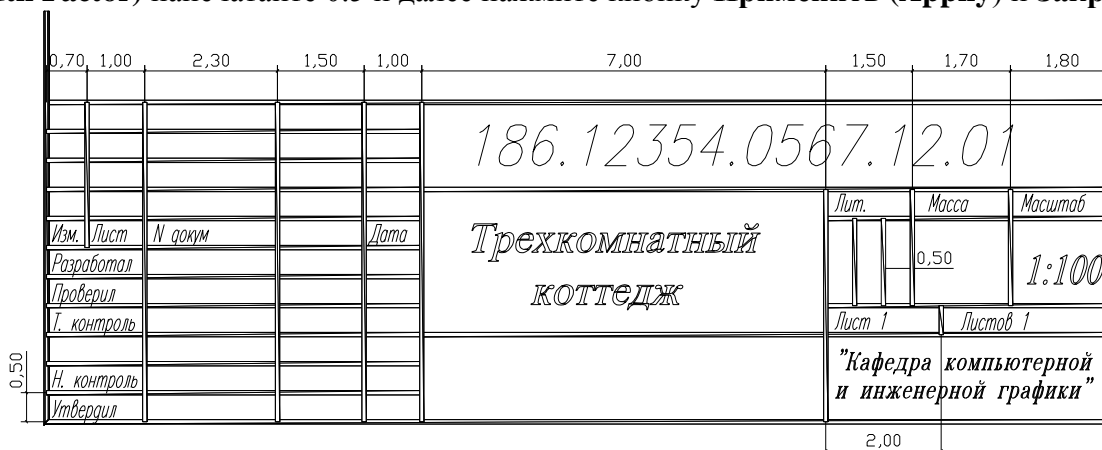 Factor) напечатайте 0.5 и далее нажмите кнопку Применить (Apply) и
0,70 1,00 2,30 1,50 1,00 7,00 1,50 1,70 1,80
186.12354.0567.12.01
Лит. Масса Масштаб
Изм. Лист N докум Дата
Трехкомнатный
коттедж
Разработал
Проверил
Т. контроль
Н. контроль
Утвердил
0,50
1:100
Лист 1 Листов 1
"Кафедра компьютерной
и инженерной графики"
0,50
2,00